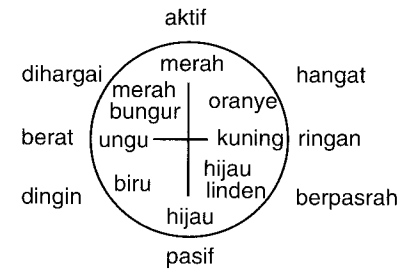 aktif
dihargai
merah
hangat
merah
bungur
oranye
berat
ungu
kuning
ringan
hijau
linden
biru
dingin
berpasrah
hijau
pasif